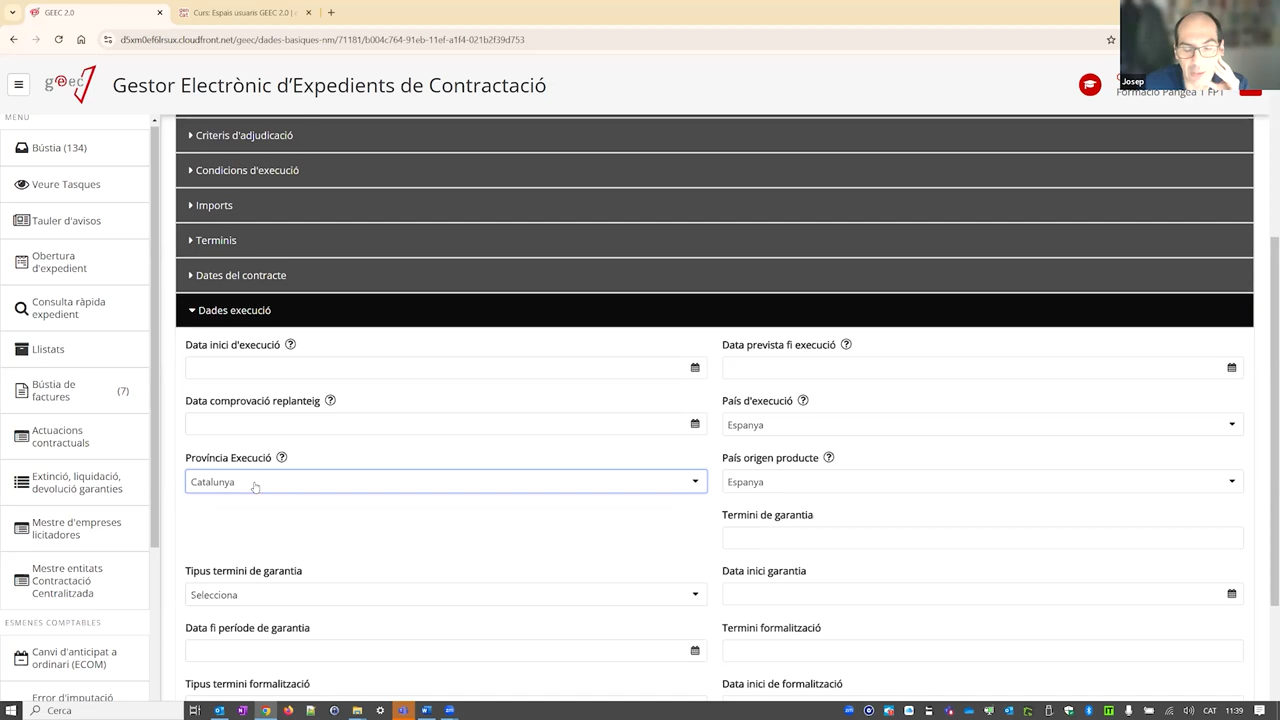 GEEC 2.0
Curs: Espais usuaris GEEC 2.0 | e
d5xm0ef6lrsux.cloudfront.net/geec/dades-basiques-nm/71181/b004c764-91eb-11ef-a1f4-021b2f39d753
geec
Gestor Electrònic d'Expedients de Contractació
Formació Pangea 1 FPT
Josep
MENÚ
Bústia (134)
Veure Tasques
Tauler d'avisos
Obertura
d'expedient
Consulta ràpida
expedient
Llistats
Bústia de
factures
(7)
Actuacions
contractuals
Extinció, liquidació,
devolució garanties
Mestre d'empreses
licitadores
Mestre entitats
Contractació
Centralitzada
ESMENES COMPTABLES
Canvi d'anticipat a
ordinari (ECOM)
Error d'imputació
Criteris d'adjudicació
Condicions d'execució
Imports
Terminis
Dates del contracte
Dades execució
Data inici d'execució
Data prevista fi execució
Data comprovació replanteig
País d'execució
Espanya
Província Execució
Catalunya
País origen producte
Espanya
Termini de garantia
Tipus termini de garantia
Selecciona
Data inici garantia
Data fi període de garantia
Termini formalització
Tipus termini formalització
Data inici de formalització
Cerca
CAT
11:39